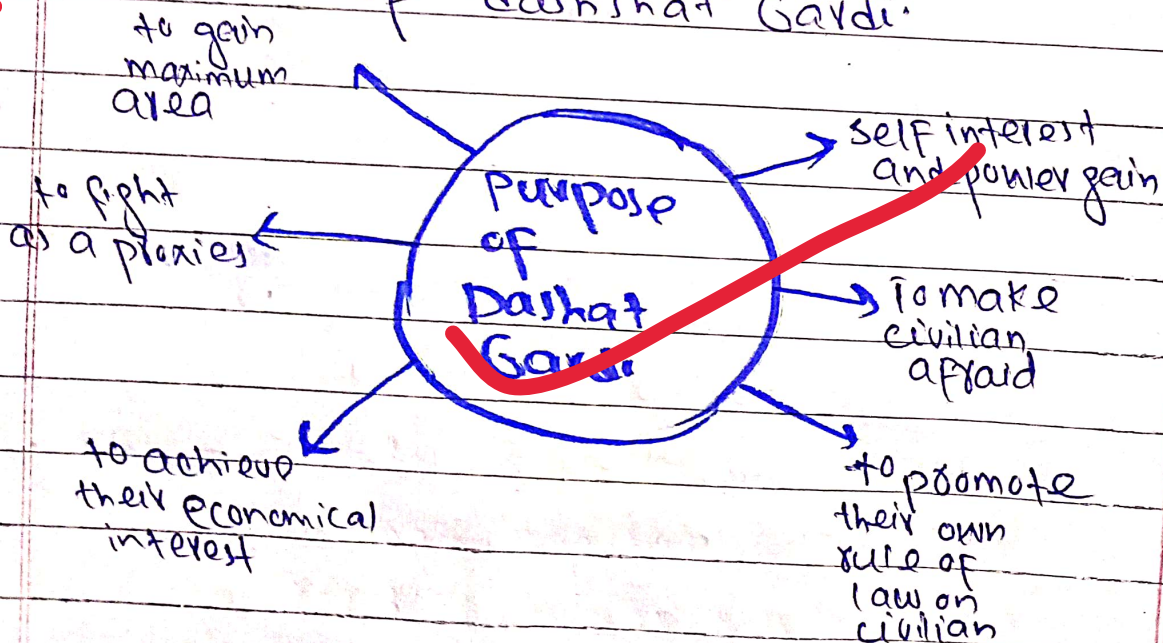 Gardi.
to gain
maximum
area
self interest
and power gain
Purpose
of
Dashat
Gardi
to fight
as a proxies
To make
civilian
afraid
to achieve
their economical
interest
to promote
their own
rule of
law on
civilian